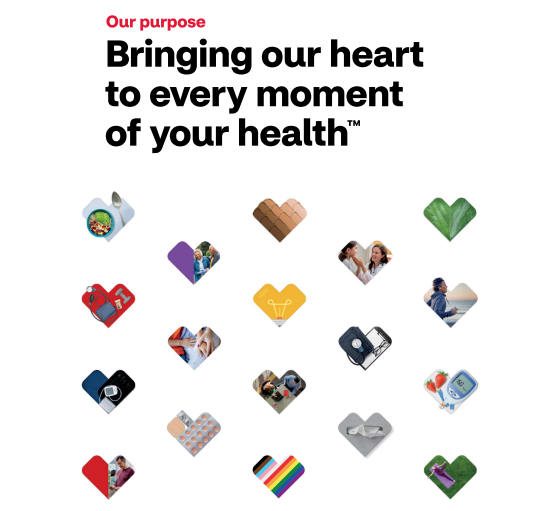 Our purpose
Bringing our heart
to every moment
of your health™